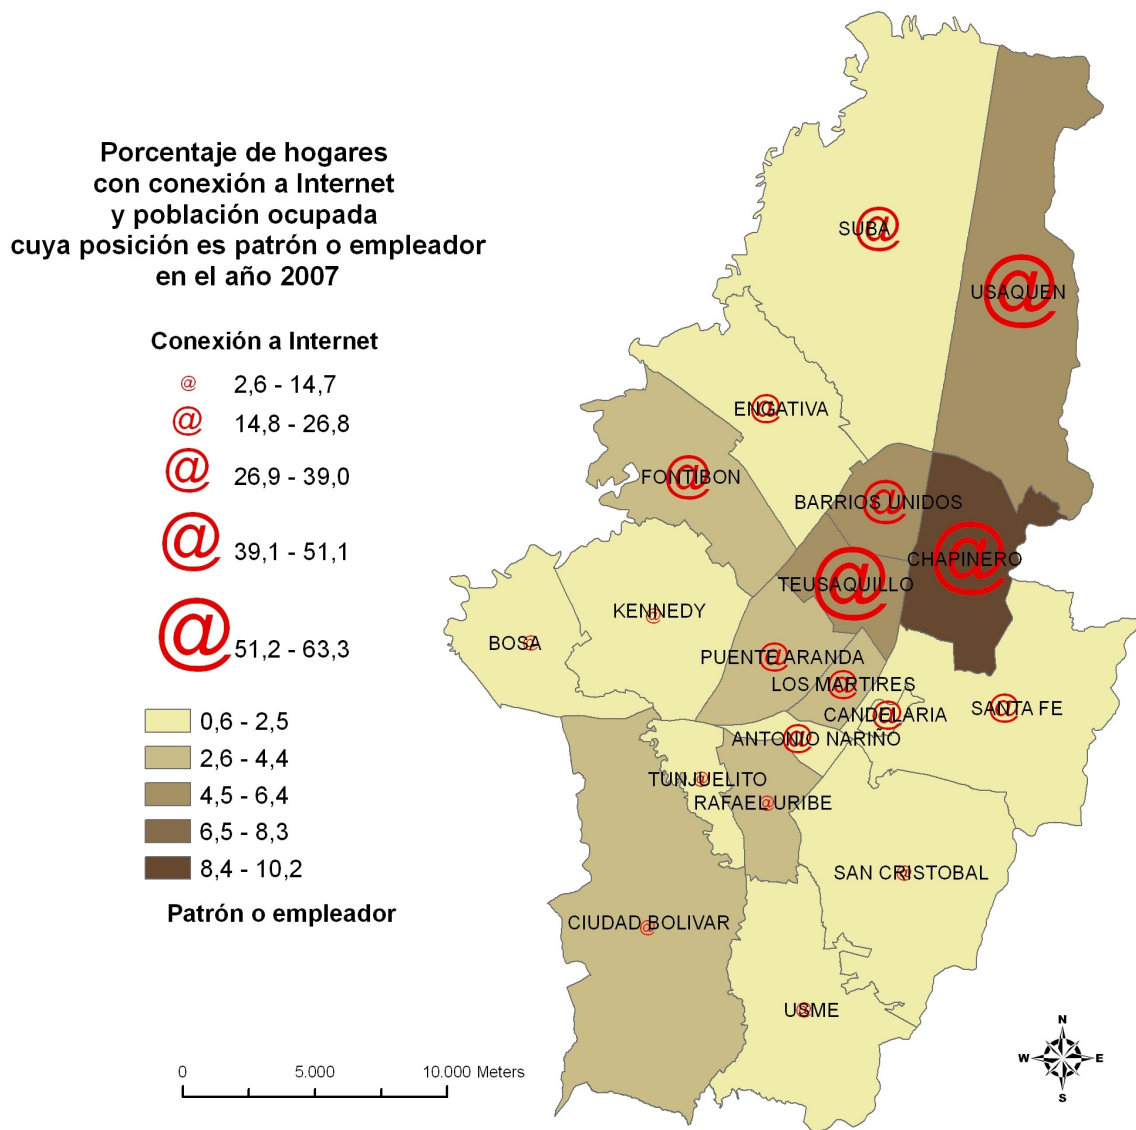 Porcentaje de hogares
con conexión a Internet
y población ocupada
cuya posición es patrón o empleador
en el año 2007
Conexión a Internet
@ 2,6 - 14,7
@ 14,8 - 26,8
@ 26,9 - 39,0
@ 39,1 - 51,1
@ 51,2 - 63,3
0,6 - 2,5
2,6 - 4,4
4,5 - 6,4
6,5 - 8,3
8,4 - 10,2
Patrón o empleador
0 5.000 10.000 Meters
SUBA @
USAQUEN @
ENGATIVA @
FONTIBON @
BARRIOS UNIDOS @
CHAPINERO @
TEUSAQUILLO @
KENNEDY @
BOSA @
PUENTE ARANDA @
LOS MARTIRES @
CANDELARIA @
SANTA FE @
ANTONIO NARIÑO @
TUNJUELITO @
RAFAEL URIBE @
SAN CRISTOBAL @
CIUDAD BOLIVAR @
USME @
N
W E
S